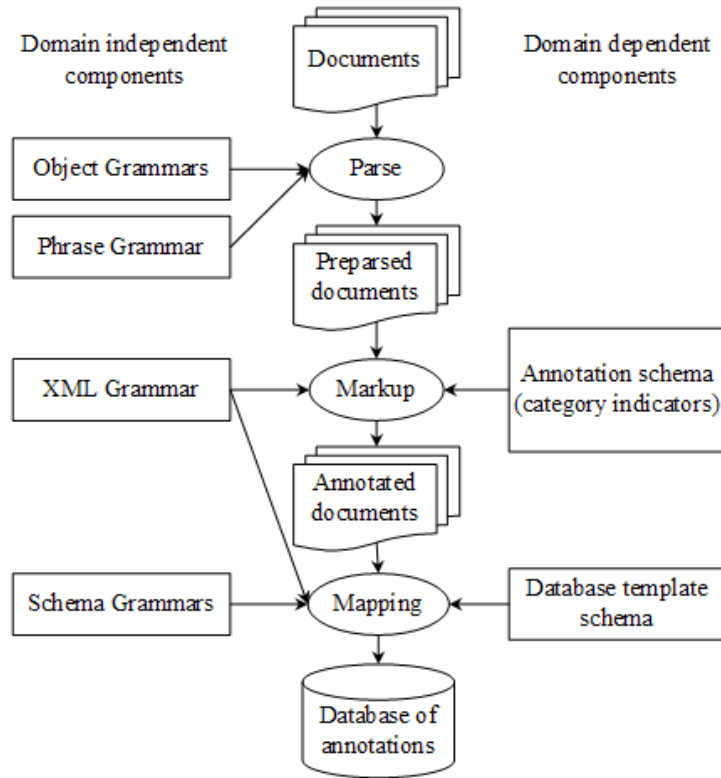 Domain independent
components
Documents
Domain dependent
components
Object Grammars
Parse
Phrase Grammar
Preparsed
documents
XML Grammar
Markup
Annotation schema
(category indicators)
Annotated
documents
Schema Grammars
Mapping
Database template
schema
Database of
annotations